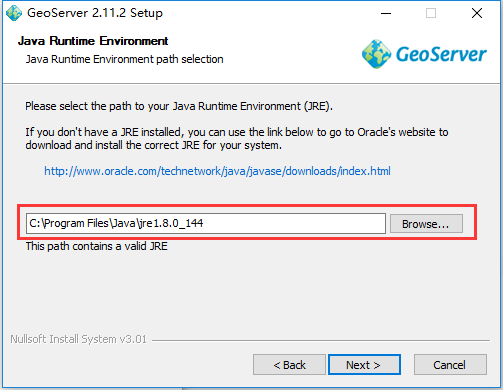 GeoServer 2.11.2 Setup
Java Runtime Environment
Java Runtime Environment path selection
GeoServer
Please select the path to your Java Runtime Environment (JRE).
If you don't have a JRE installed, you can use the link below to go to Oracle's website to
download and install the correct JRE for your system.
http://www.oracle.com/technetwork/java/javase/downloads/index.html
C:\Program Files\Java\jre1.8.0_144
Browse...
This path contains a valid JRE
Nullsoft Install System v3.01
< Back
Next >
Cancel